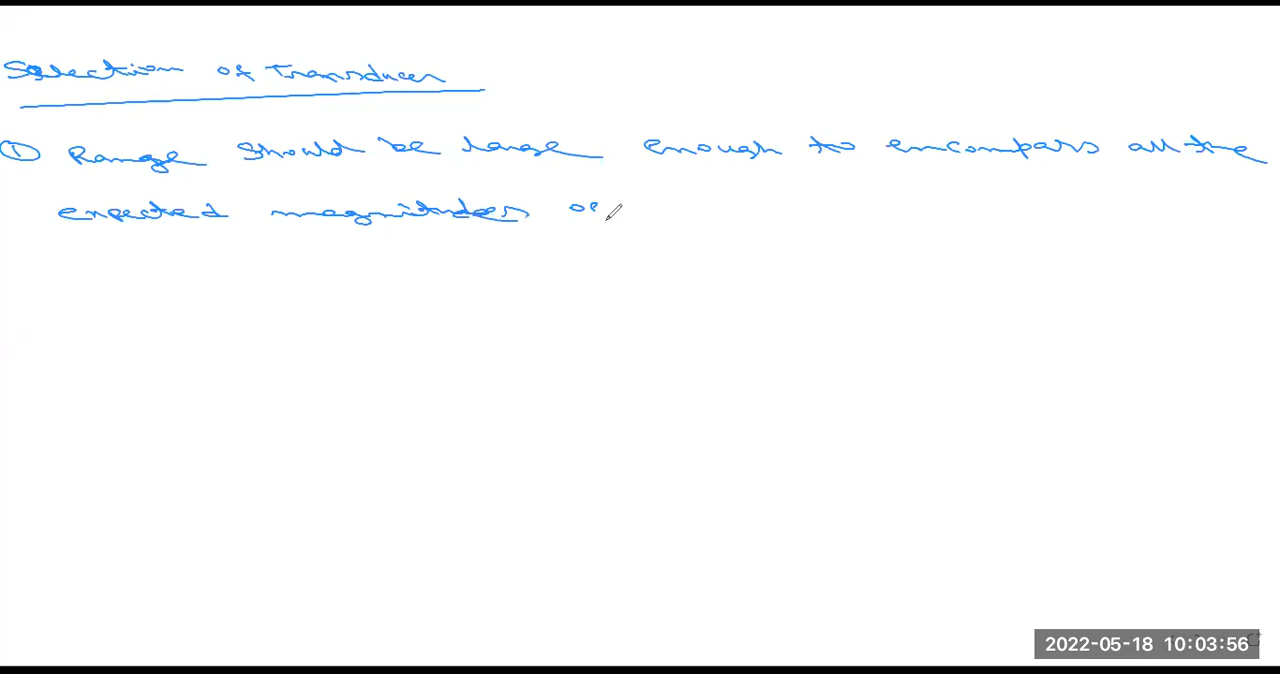 Selection of Transducer
① Range should be large enough to encompass all the
expected magnitudes of
2022-05-18 10:03:56